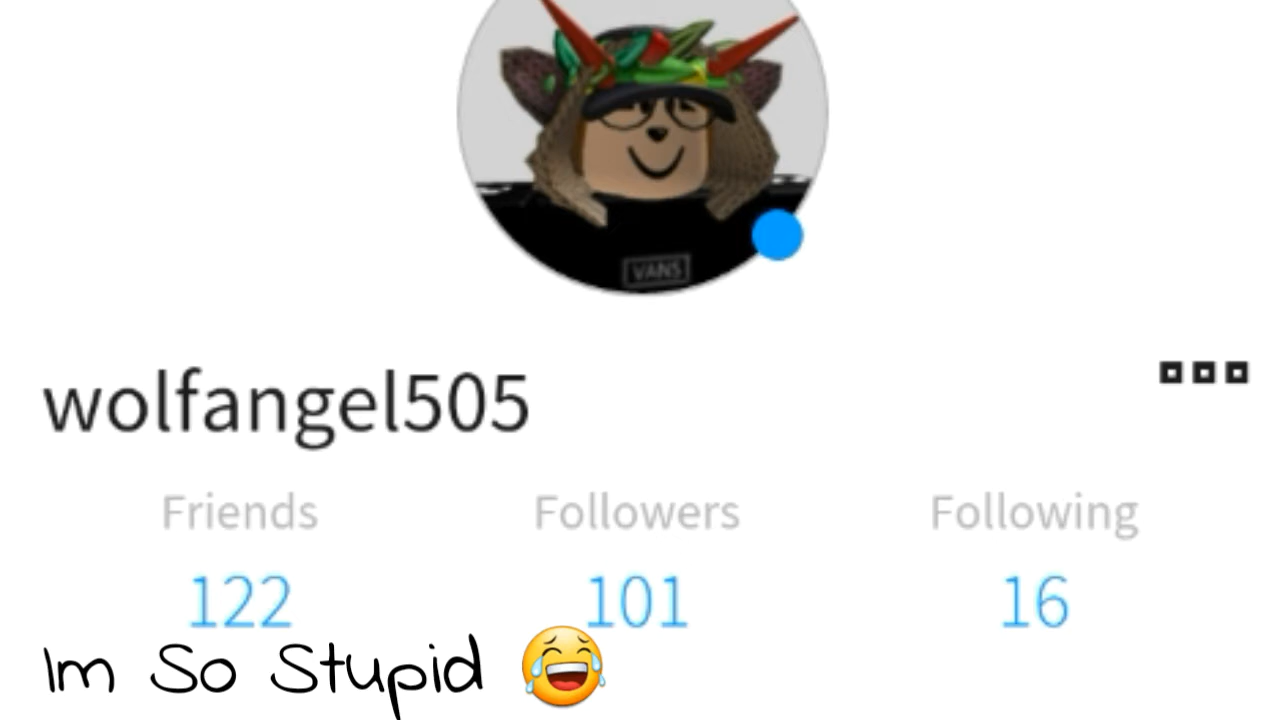 VANS
wolfangel505
Friends Followers Following
122 101 16
Im So Stupid 😂